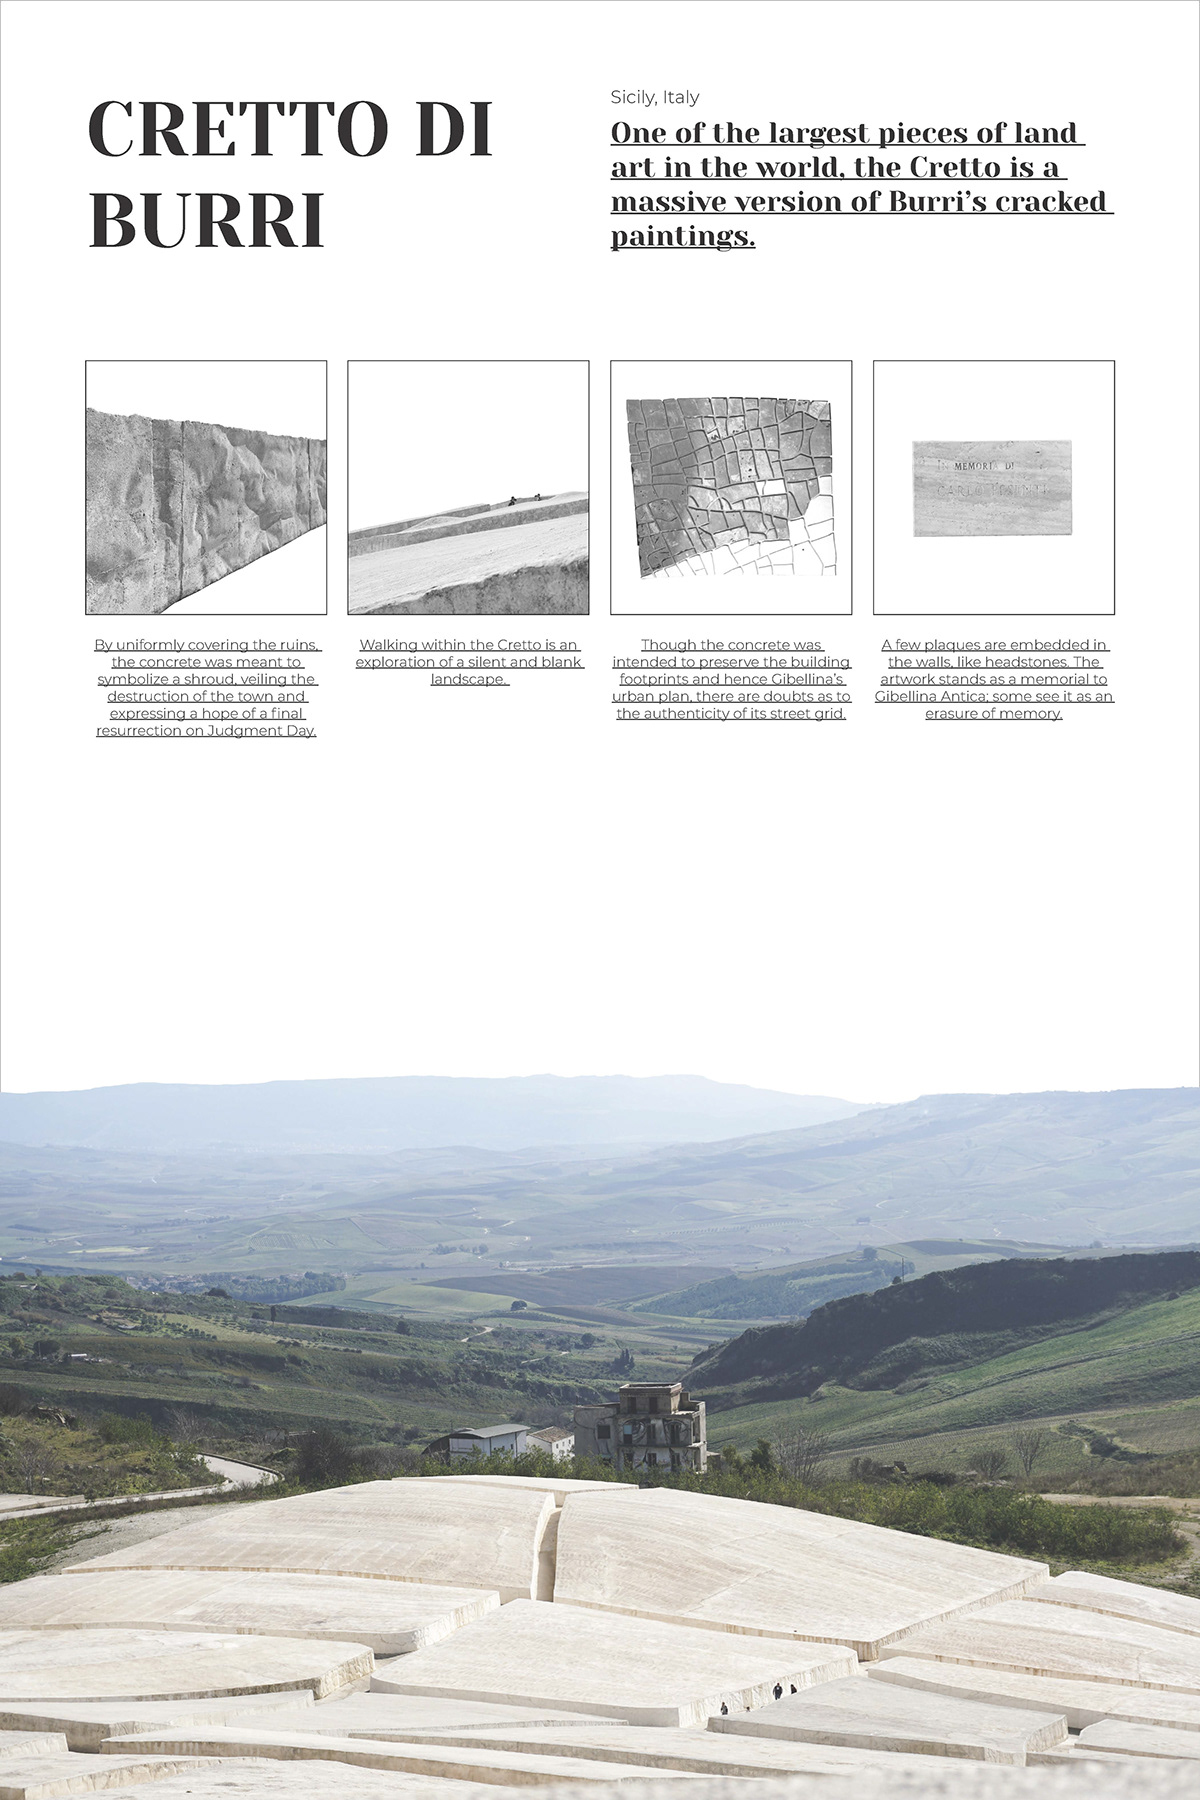 CRETTO DI
BURRI
Sicily, Italy
One of the largest pieces of land
art in the world, the Cretto is a
massive version of Burri's cracked
paintings.
MEMORIA DI
By uniformly covering the ruins,
the concrete was meant to
symbolize a shroud, veiling the
destruction of the town and
expressing a hope of a final
resurrection on Judgment Day.
Walking within the Cretto is an
exploration of a silent and blank
landscape.
Though the concrete was
intended to preserve the building
footprints and hence Gibellina's
urban plan, there are doubts as to
the authenticity of its street grid.
A few plaques are embedded in
the walls, like headstones. The
artwork stands as a memorial to
Gibellina Antica; some see it as an
erasure of memory.